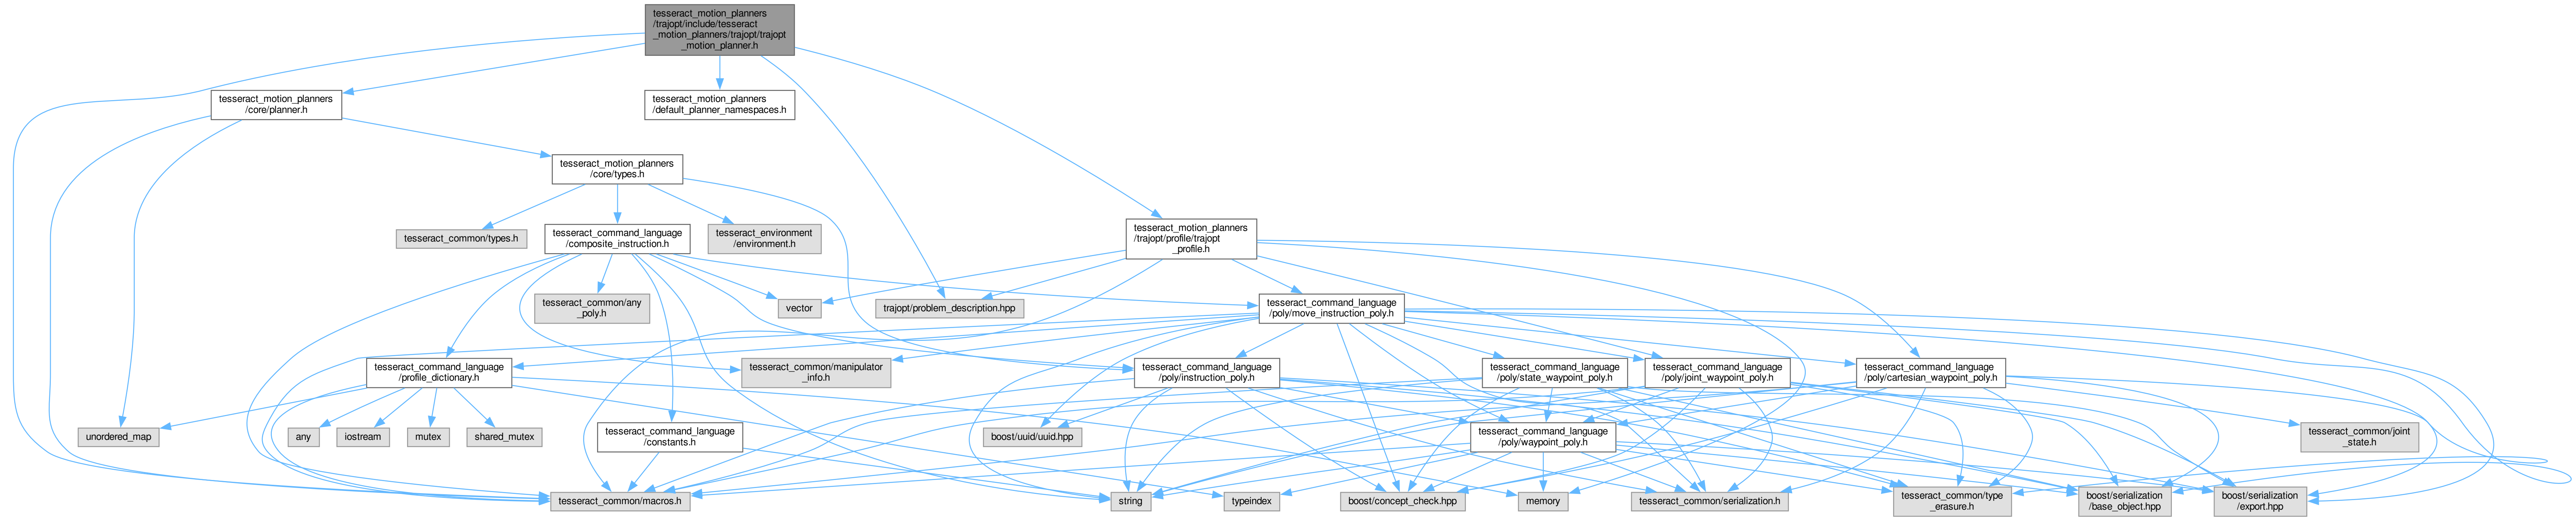 tesseract_motion_planners
/trajopt/include/tesseract
_motion_planners/trajopt/trajopt
_motion_planner.h
tesseract_motion_planners
/core/planner.h
tesseract_motion_planners
/default_planner_namespaces.h
tesseract_motion_planners
/core/types.h
tesseract_common/types.h
tesseract_command_language
/composite_instruction.h
tesseract_environment
/environment.h
tesseract_motion_planners
/trajopt/profile/trajopt
_profile.h
tesseract_common/any
_poly.h
vector
trajopt/problem_description.hpp
tesseract_command_language
/poly/move_instruction_poly.h
tesseract_command_language
/profile_dictionary.h
tesseract_common/manipulator
_info.h
tesseract_command_language
/poly/instruction_poly.h
tesseract_command_language
/poly/state_waypoint_poly.h
tesseract_command_language
/poly/joint_waypoint_poly.h
tesseract_command_language
/poly/cartesian_waypoint_poly.h
unordered_map
any
iostream
mutex
shared_mutex
tesseract_command_language
/constants.h
boost/uuid/uuid.hpp
tesseract_command_language
/poly/waypoint_poly.h
tesseract_common/joint
_state.h
tesseract_common/macros.h
string
typeindex
boost/concept_check.hpp
memory
tesseract_common/serialization.h
tesseract_common/type
_erasure.h
boost/serialization
/base_object.hpp
boost/serialization
/export.hpp